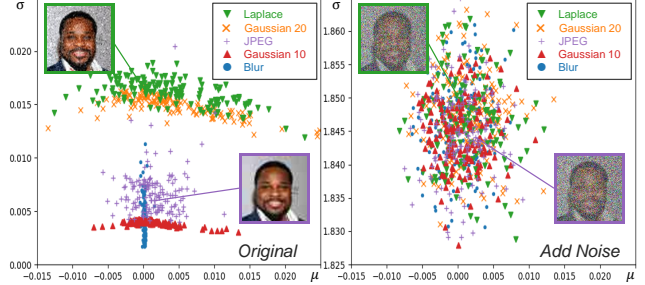 σ
Laplace
Gaussian 20
JPEG
Gaussian 10
Blur
0.020
0.015
0.010
0.005
0.000
−0.015 −0.010 −0.005 0.000 0.005 0.010 0.015 0.020 μ
Original
σ
Laplace
Gaussian 20
JPEG
Gaussian 10
Blur
1.860
1.855
1.850
1.845
1.840
1.835
1.830
1.825
−0.015 −0.010 −0.005 0.000 0.005 0.010 0.015 0.020 μ
Add Noise